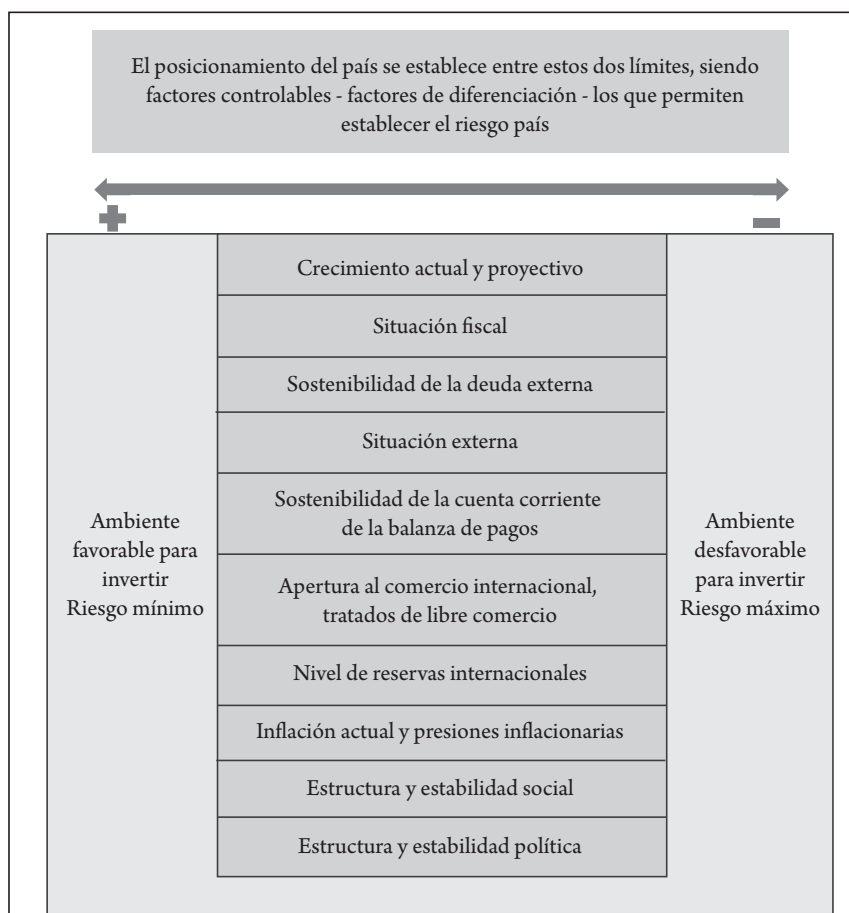 El posicionamiento del país se establece entre estos dos límites, siendo
factores controlables - factores de diferenciación - los que permiten
establecer el riesgo país
+
−
Crecimiento actual y proyectivo
Situación fiscal
Sostenibilidad de la deuda externa
Situación externa
Sostenibilidad de la cuenta corriente
de la balanza de pagos
Apertura al comercio internacional,
tratados de libre comercio
Nivel de reservas internacionales
Inflación actual y presiones inflacionarias
Estructura y estabilidad social
Estructura y estabilidad política
Ambiente
favorable para
invertir
Riesgo mínimo
Ambiente
desfavorable
para invertir
Riesgo máximo